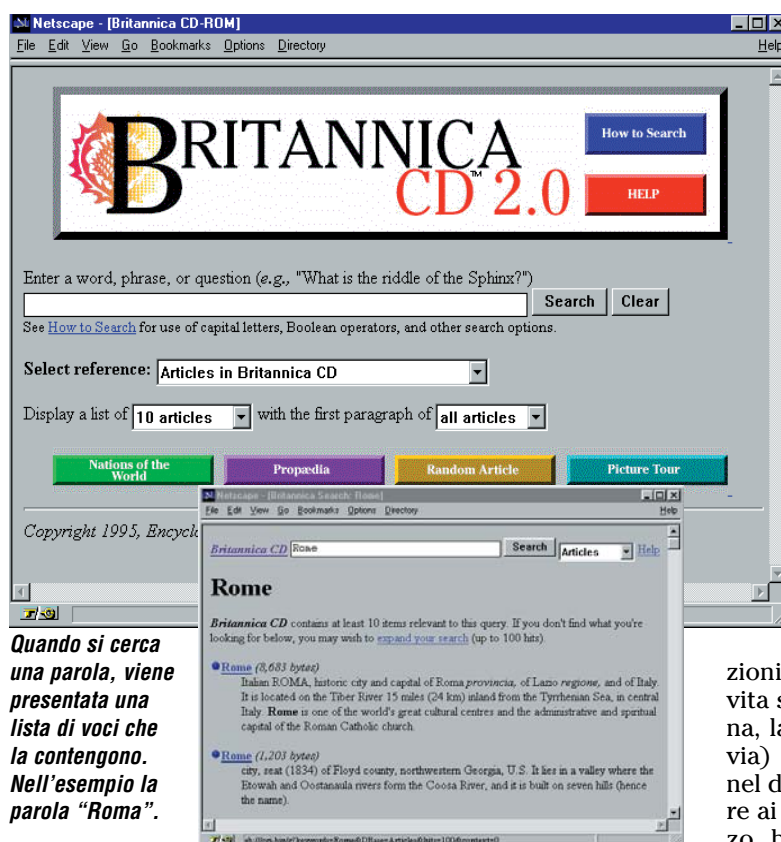 Netscape - [Britannica CD-ROM]
File Edit View Go Bookmarks Options Directory Help
BRITANNICA
CD™ 2.0
How to Search
HELP
Enter a word, phrase, or question (e.g., "What is the riddle of the Sphinx?")
Search Clear
See How to Search for use of capital letters, Boolean operators, and other search options.
Select reference: Articles in Britannica CD
Display a list of 10 articles with the first paragraph of all articles
Nations of the
World
Propædia
Random Article
Picture Tour
Copyright 1995, Encyclo
Netscape - [Britannica Search: Rome]
File Edit View Go Bookmarks Options Directory Help
Britannica CD Rome Search Articles Help
Rome
Britannica CD contains at least 10 items relevant to this query. If you don't find what you're
looking for below, you may wish to expand your search (up to 100 hits).
Rome (8,683 bytes)
Italian ROMA, historic city and capital of Roma provincia, of Lazio regione, and of Italy.
It is located on the Tiber River 15 miles (24 km) inland from the Tyrrhenian Sea, in central
Italy. Rome is one of the world's great cultural centres and the administrative and spiritual
capital of the Roman Catholic church.
Rome (1,203 bytes)
city, seat (1834) of Floyd county, northwestern Georgia, U.S. It lies in a valley where the
Etowah and Oostanaula rivers form the Coosa River, and it is built on seven hills (hence
the name).
Quando si cerca
una parola, viene
presentata una
lista di voci che
la contengono.
Nell'esempio la
parola "Roma".
zioni
vita s
na, la
via)
nel d
re ai
zo, b